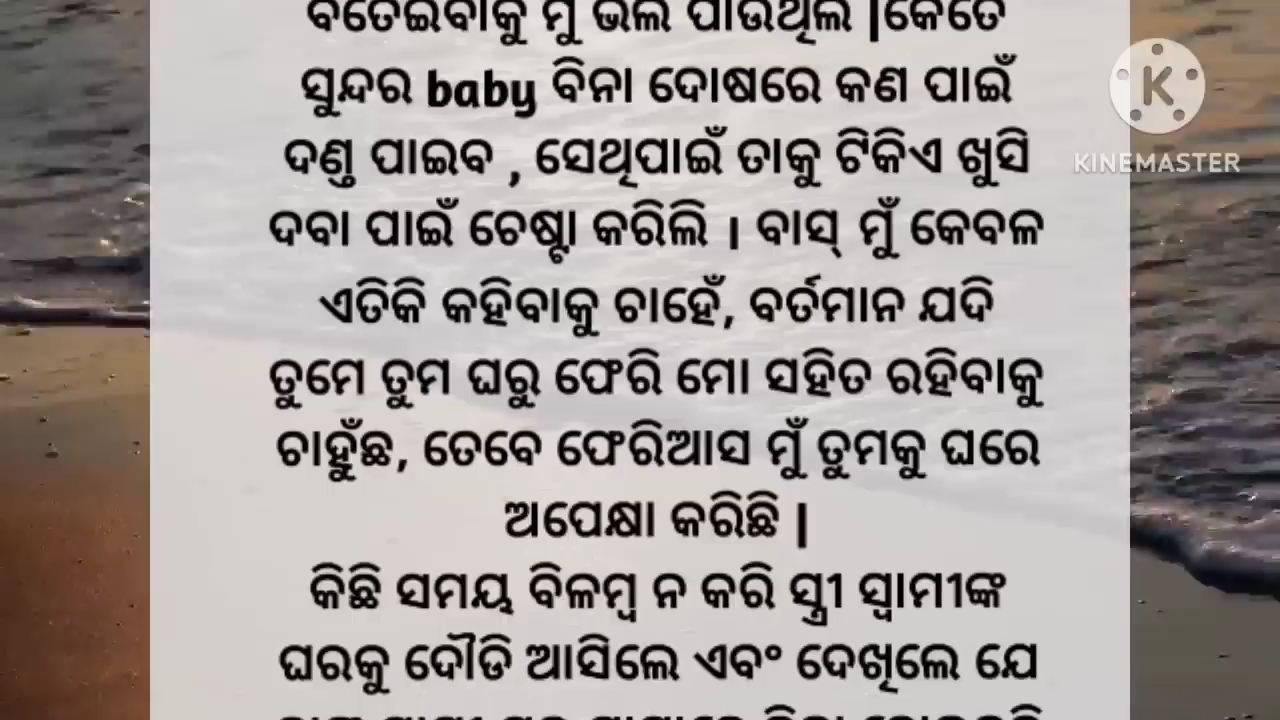 ବତେଇବାକୁ ମୁଁ ଭଲ ପାଉଥିଲି |କେତେ
ସୁନ୍ଦର baby ବିନା ଦୋଷରେ କଣ ପାଇଁ
ଦଣ୍ଡ ପାଇବ , ସେଥିପାଇଁ ତାକୁ ଟିକିଏ ଖୁସି
ଦବା ପାଇଁ ଚେଷ୍ଟା କରିଲି । ବାସ୍ ମୁଁ କେବଳ
ଏତିକି କହିବାକୁ ଚାହେଁ, ବର୍ତମାନ ଯଦି
ତୁମେ ତୁମ ଘରୁ ଫେରି ମୋ ସହିତ ରହିବାକୁ
ଚାହୁଁଛ, ତେବେ ଫେରିଆସ ମୁଁ ତୁମକୁ ଘରେ
ଅପେକ୍ଷା କରିଛି |
କିଛି ସମୟ ବିଳମ୍ବ ନ କରି ସ୍ତ୍ରୀ ସ୍ୱାମୀଙ୍କ
ଘରକୁ ଦୌଡି ଆସିଲେ ଏବଂ ଦେଖିଲେ ଯେ
KINEMASTER